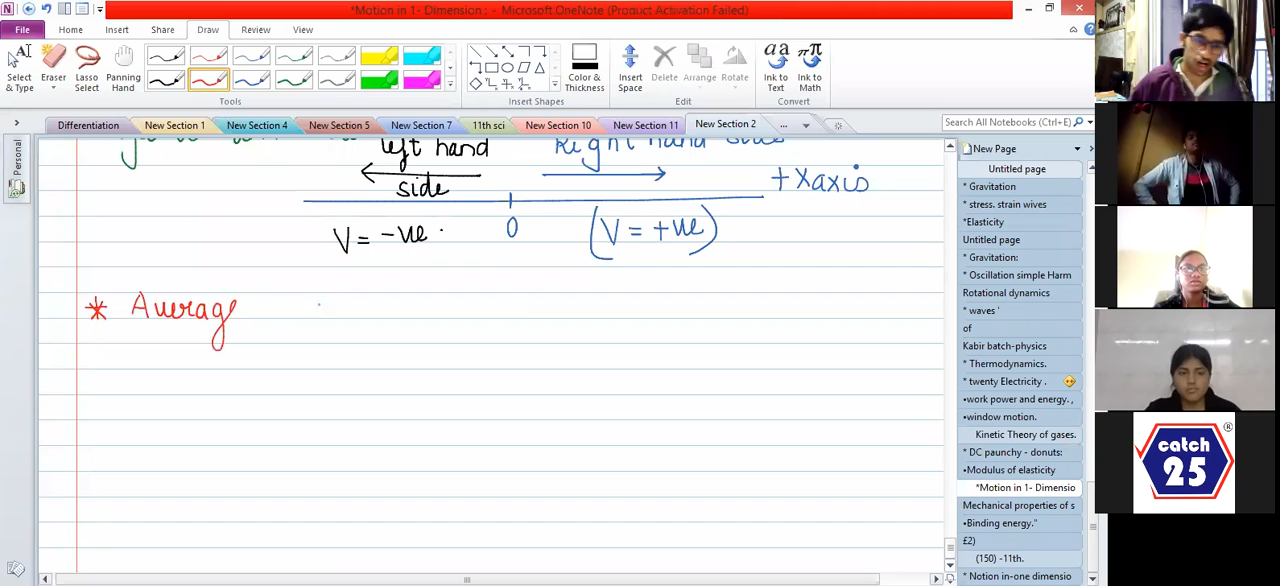 *Motion in 1- Dimension : - Microsoft OneNote (Product Activation Failed)
File Home Insert Share Draw Review View
Select & Type
Eraser
Lasso Select
Panning Hand
Color & Thickness
Insert Space
Delete
Arrange
Rotate
Ink to Text
Ink to Math
Tools
Insert Shapes
Edit
Convert
Differentiation New Section 1 New Section 4 New Section 5 New Section 7 11th sci New Section 10 New Section 11 New Section 2 ...
Search All Notebooks (Ctrl+E)
Personal
left hand side
Right hand side
+x axis
V = -ve
0
(V = +ve)
* Average
New Page
Untitled page
* Gravitation
* stress. strain wives
*Elasticity
Untitled page
* Gravitation:
* Oscillation simple Harm
Rotational dynamics
* waves '
of
Kabir batch-physics
* Thermodynamics.
* twenty Electricity .
•work power and energy. ,
•window motion.
Kinetic Theory of gases.
* DC paunchy - donuts:
•Modulus of elasticity
*Motion in 1- Dimensio
Mechanical properties of s
•Binding energy."
£2)
(150) -11th.
* Notion in-one dimensio
catch
25
®